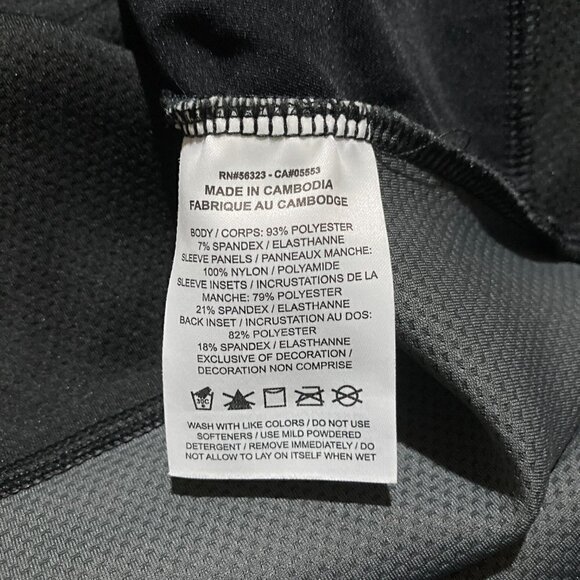 RN#56323 - CA#05553
MADE IN CAMBODIA
FABRIQUE AU CAMBODGE
BODY / CORPS: 93% POLYESTER
7% SPANDEX / ELASTHANNE
SLEEVE PANELS / PANNEAUX MANCHE:
100% NYLON / POLYAMIDE
SLEEVE INSETS / INCRUSTATIONS DE LA
MANCHE: 79% POLYESTER
21% SPANDEX / ELASTHANNE
BACK INSET / INCRUSTATION AU DOS:
82% POLYESTER
18% SPANDEX / ELASTHANNE
EXCLUSIVE OF DECORATION /
DECORATION NON COMPRISE
30C
WASH WITH LIKE COLORS / DO NOT USE
SOFTENERS / USE MILD POWDERED
DETERGENT / REMOVE IMMEDIATELY / DO
NOT ALLOW TO LAY ON ITSELF WHEN WET